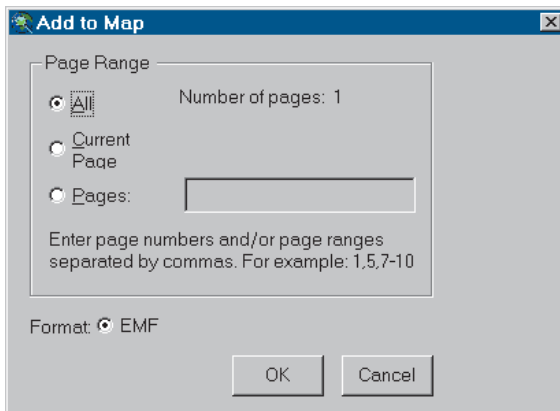 Add to Map
Page Range
All
Number of pages: 1
Current
Page
Pages:
Enter page numbers and/or page ranges
separated by commas. For example: 1,5,7-10
Format: EMF
OK
Cancel